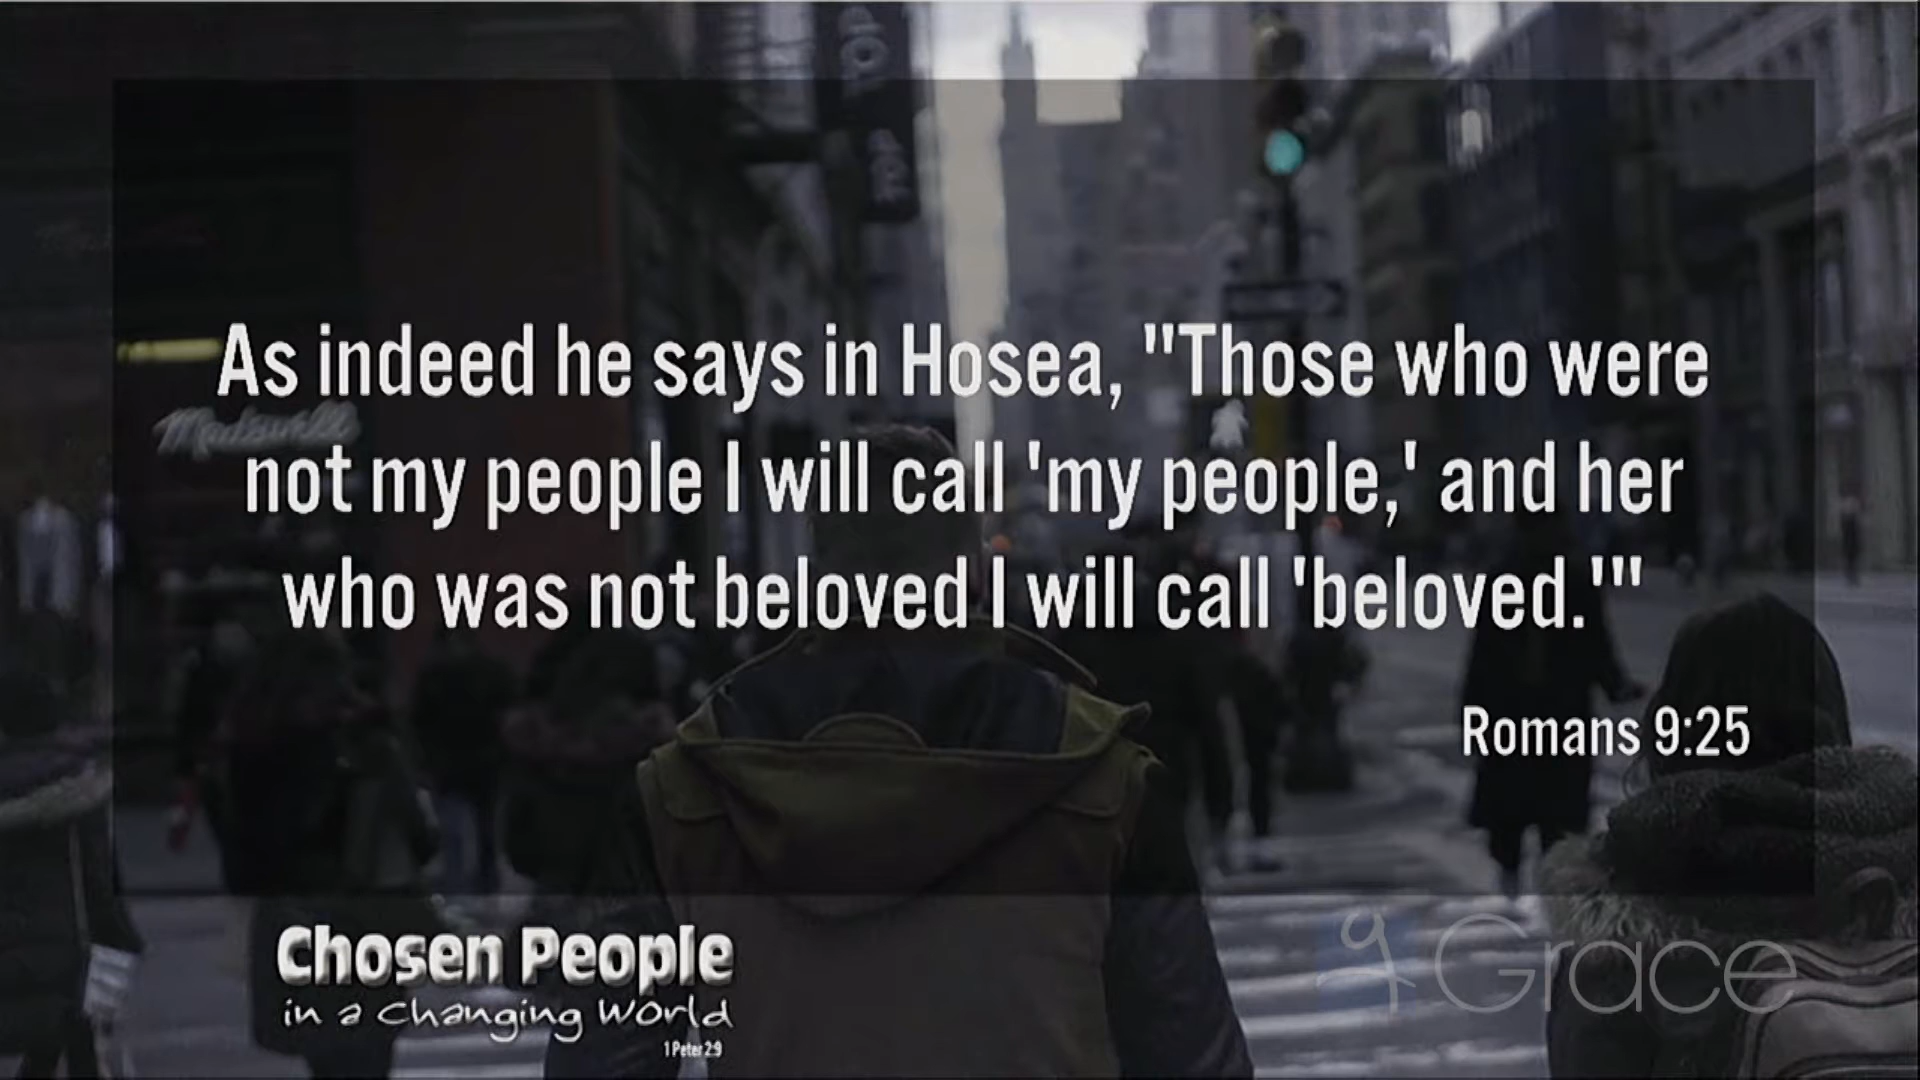 As indeed he says in Hosea, "Those who were
not my people I will call 'my people,' and her
who was not beloved I will call 'beloved.'"
Romans 9:25
Chosen People
in a Changing World
1 Peter 2:9
Grace
Madewell